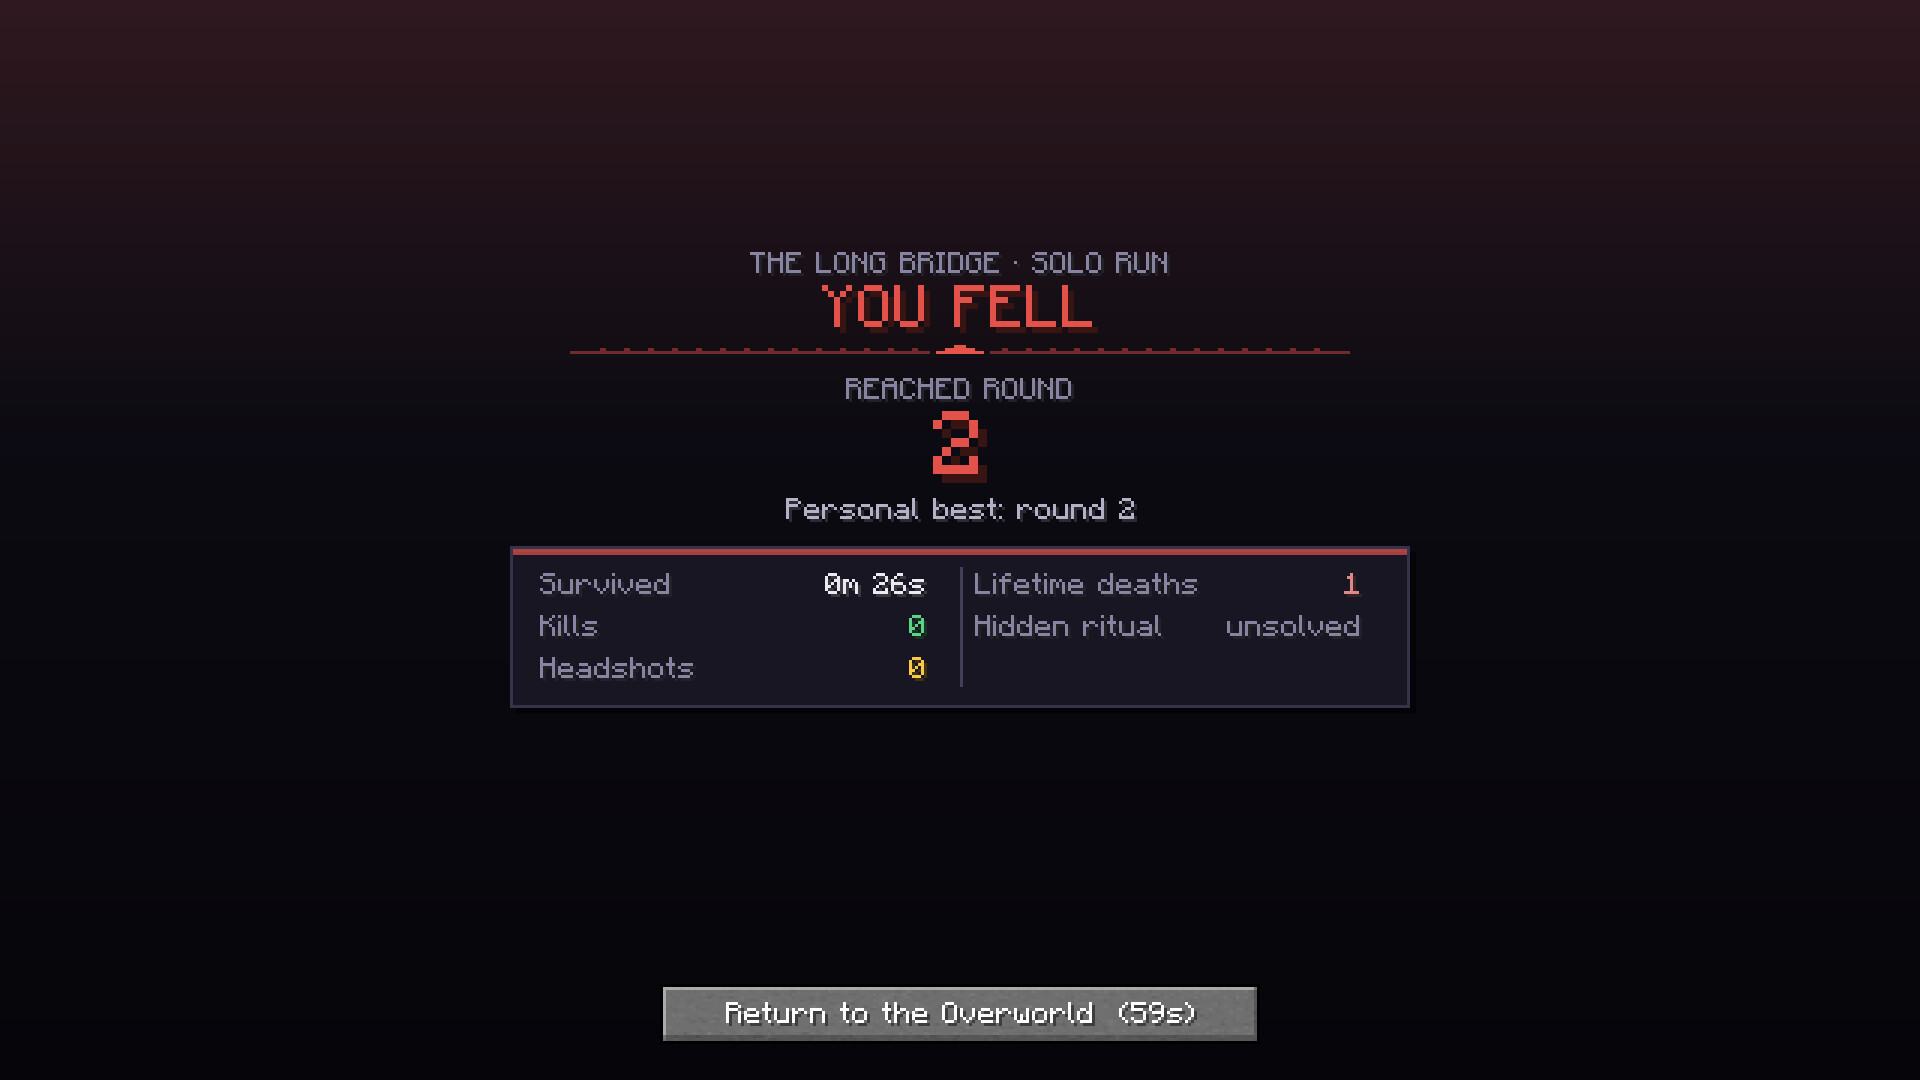 THE LONG BRIDGE · SOLO RUN
YOU FELL
REACHED ROUND
2
Personal best: round 2
Survived 0m 26s
Kills 0
Headshots 0
Lifetime deaths 1
Hidden ritual unsolved
Return to the Overworld (59s)